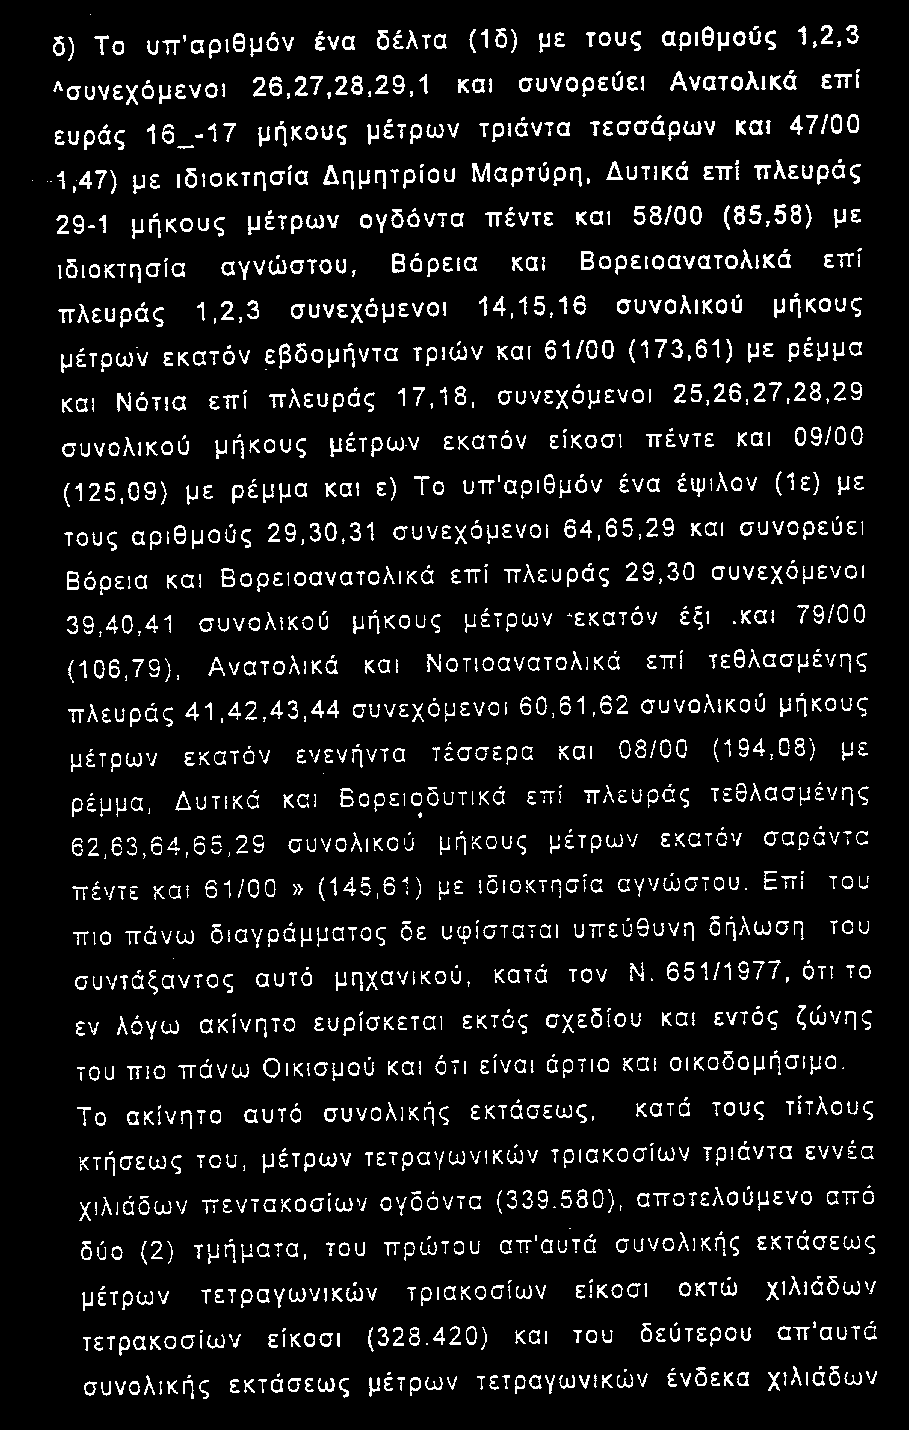 δ) Το υπ'αριθμόν ένα δέλτα (1δ) με τους αριθμούς 1,2,3
^συνεχόμενοι 26,27,28,29,1 και συνορεύει Ανατολικά επί
ευράς 16_-17 μήκους μέτρων τριάντα τεσσάρων και 47/00
-1,47) με ιδιοκτησία Δημητρίου Μαρτύρη, Δυτικά επί πλευράς
29-1 μήκους μέτρων ογδόντα πέντε και 58/00 (85,58) με
ιδιοκτησία αγνώστου, Βόρεια και Βορειοανατολικά επί
πλευράς 1,2,3 συνεχόμενοι 14,15,16 συνολικού μήκους
μέτρων εκατόν εβδομήντα τριών και 61/00 (173,61) με ρέμμα
και Νότια επί πλευράς 17,18, συνεχόμενοι 25,26,27,28,29
συνολικού μήκους μέτρων εκατόν είκοσι πέντε και 09/00
(125,09) με ρέμμα και ε) Το υπ'αριθμόν ένα έψιλον (1ε) με
τους αριθμούς 29,30,31 συνεχόμενοι 64,65,29 και συνορεύει
Βόρεια και Βορειοανατολικά επί πλευράς 29,30 συνεχόμενοι
39,40,41 συνολικού μήκους μέτρων εκατόν έξι .και 79/00
(106,79), Ανατολικά και Νοτιοανατολικά επί τεθλασμένης
πλευράς 41,42,43,44 συνεχόμενοι 60,61,62 συνολικού μήκους
μέτρων εκατόν ενενήντα τέσσερα και 08/00 (194,08) με
ρέμμα, Δυτικά και Βορειοδυτικά επί πλευράς τεθλασμένης
62,63,64,65,29 συνολικού μήκους μέτρων εκατόν σαράντα
πέντε και 61/00 » (145,61) με ιδιοκτησία αγνώστου. Επί του
πιο πάνω διαγράμματος δε υφίσταται υπεύθυνη δήλωση του
συντάξαντος αυτό μηχανικού, κατά τον Ν. 651/1977, ότι το
εν λόγω ακίνητο ευρίσκεται εκτός σχεδίου και εντός ζώνης
του πιο πάνω Οικισμού και ότι είναι άρτιο και οικοδομήσιμο.
Το ακίνητο αυτό συνολικής εκτάσεως, κατά τους τίτλους
κτήσεως του, μέτρων τετραγωνικών τριακοσίων τριάντα εννέα
χιλιάδων πεντακοσίων ογδόντα (339.580), αποτελούμενο από
δύο (2) τμήματα, του πρώτου απ'αυτά συνολικής εκτάσεως
μέτρων τετραγωνικών τριακοσίων είκοσι οκτώ χιλιάδων
τετρακοσίων είκοσι (328.420) και του δεύτερου απ'αυτά
συνολικής εκτάσεως μέτρων τετραγωνικών ένδεκα χιλιάδων